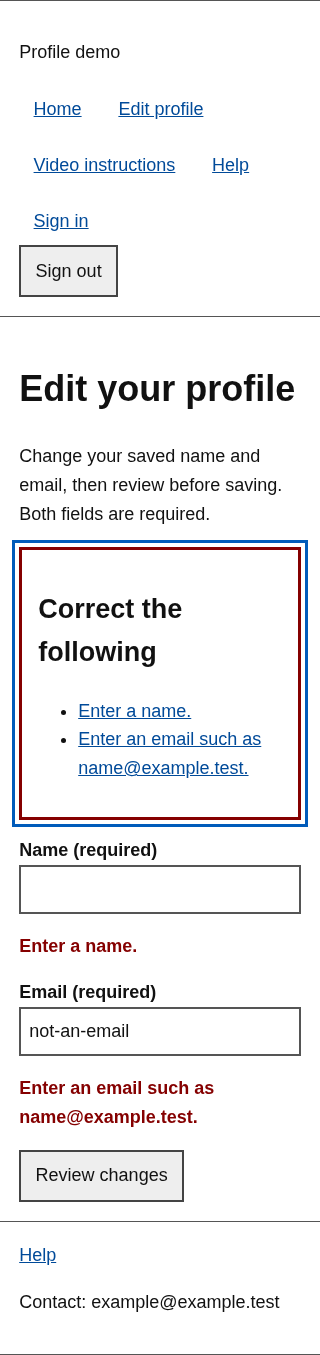 Profile demo
Home Edit profile
Video instructions Help
Sign in
Sign out
Edit your profile
Change your saved name and
email, then review before saving.
Both fields are required.
Correct the
following
Enter a name.
Enter an email such as
name@example.test.
Name (required)
Enter a name.
Email (required)
not-an-email
Enter an email such as
name@example.test.
Review changes
Help
Contact: example@example.test